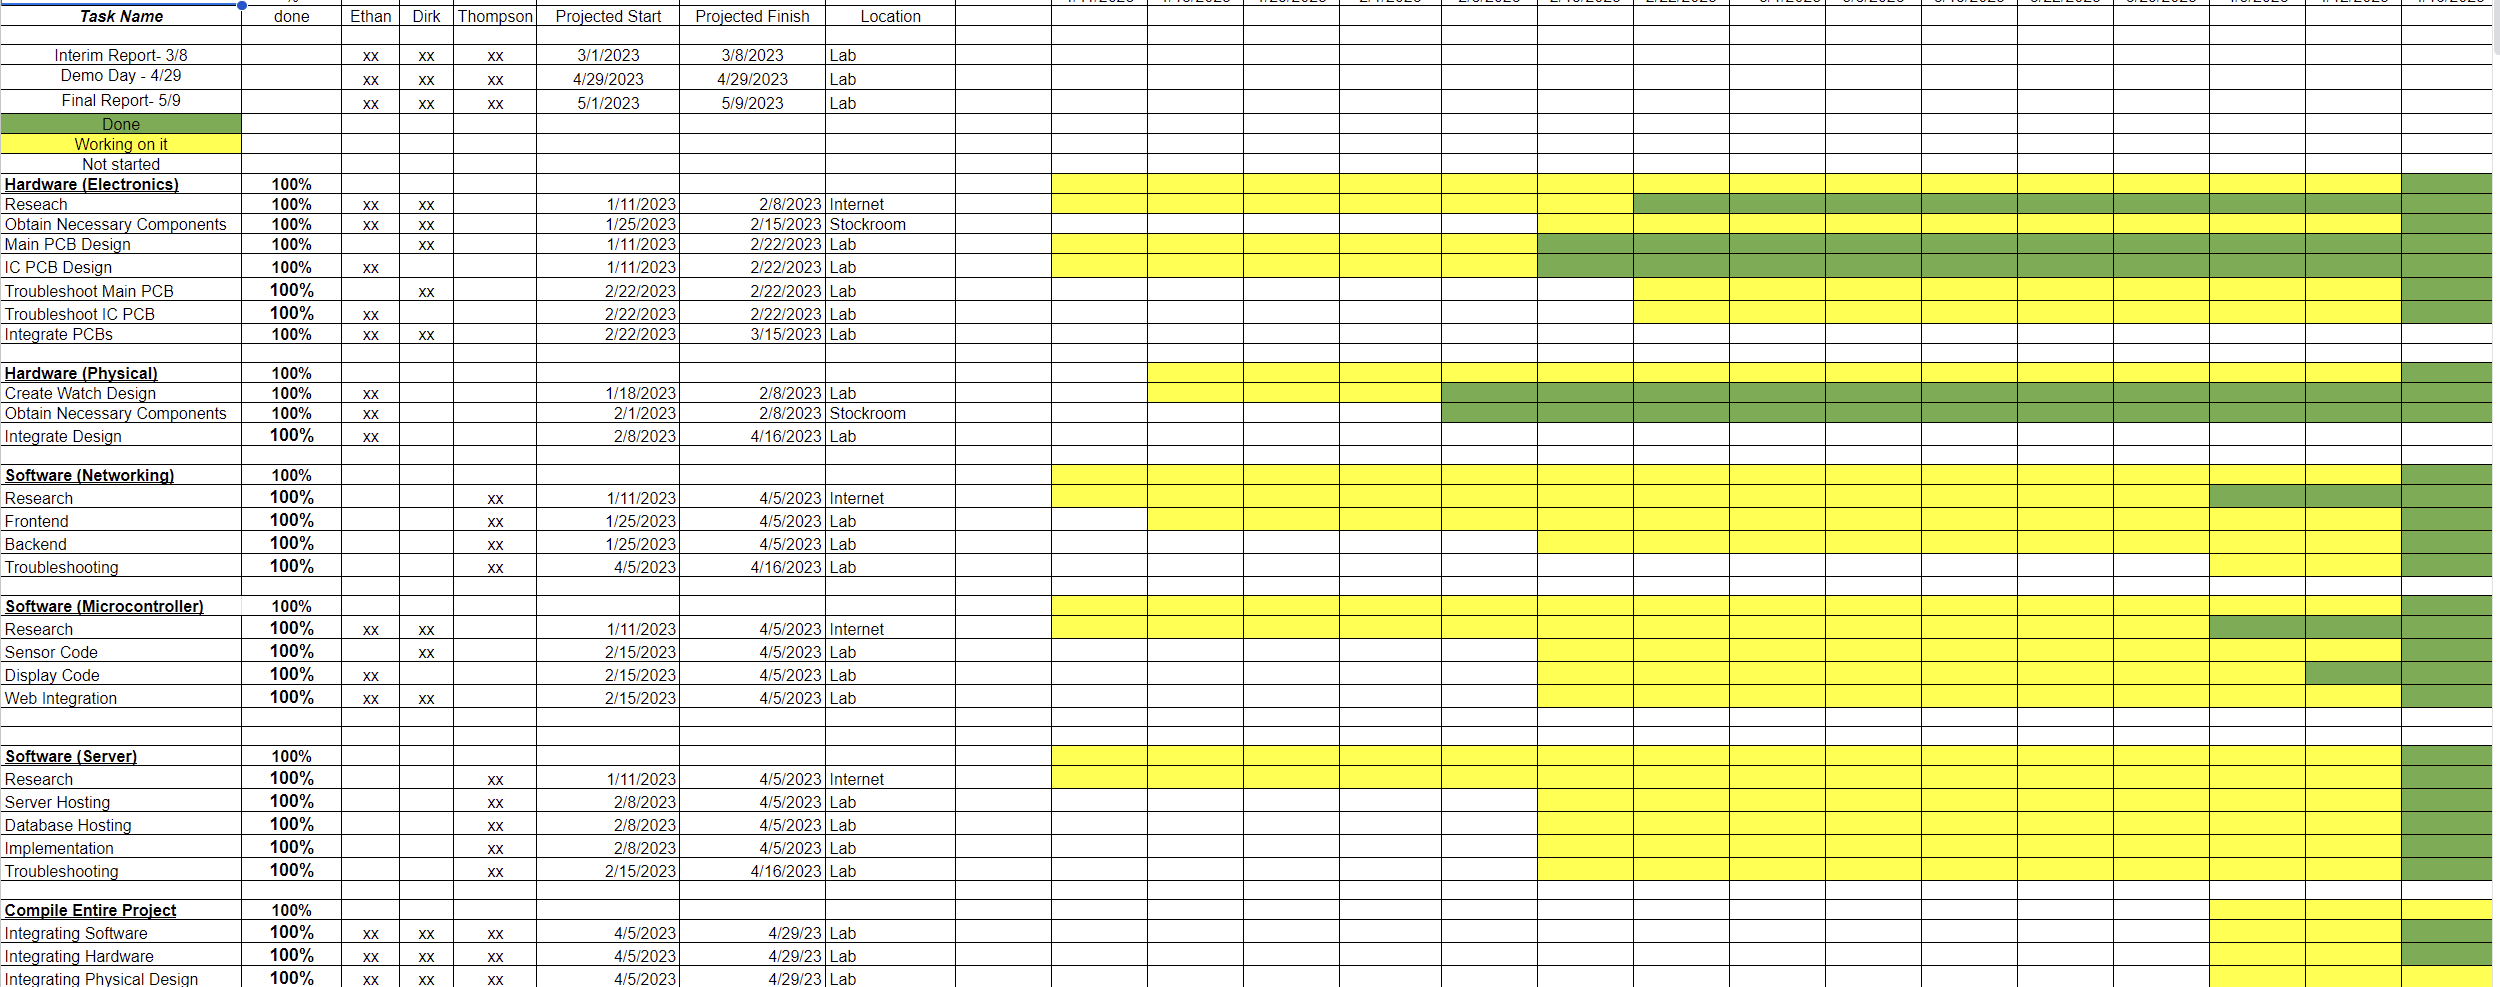 Task Name done Ethan Dirk Thompson Projected Start Projected Finish Location
Interim Report- 3/8 xx xx xx 3/1/2023 3/8/2023 Lab
Demo Day - 4/29 xx xx xx 4/29/2023 4/29/2023 Lab
Final Report- 5/9 xx xx xx 5/1/2023 5/9/2023 Lab
Done
Working on it
Not started
Hardware (Electronics) 100%
Reseach 100% xx xx 1/11/2023 2/8/2023 Internet
Obtain Necessary Components 100% xx xx 1/25/2023 2/15/2023 Stockroom
Main PCB Design 100% xx 1/11/2023 2/22/2023 Lab
IC PCB Design 100% xx 1/11/2023 2/22/2023 Lab
Troubleshoot Main PCB 100% xx 2/22/2023 2/22/2023 Lab
Troubleshoot IC PCB 100% xx 2/22/2023 2/22/2023 Lab
Integrate PCBs 100% xx xx 2/22/2023 3/15/2023 Lab
Hardware (Physical) 100%
Create Watch Design 100% xx 1/18/2023 2/8/2023 Lab
Obtain Necessary Components 100% xx 2/1/2023 2/8/2023 Stockroom
Integrate Design 100% xx 2/8/2023 4/16/2023 Lab
Software (Networking) 100%
Research 100% xx 1/11/2023 4/5/2023 Internet
Frontend 100% xx 1/25/2023 4/5/2023 Lab
Backend 100% xx 1/25/2023 4/5/2023 Lab
Troubleshooting 100% xx 4/5/2023 4/16/2023 Lab
Software (Microcontroller) 100%
Research 100% xx xx 1/11/2023 4/5/2023 Internet
Sensor Code 100% xx 2/15/2023 4/5/2023 Lab
Display Code 100% xx 2/15/2023 4/5/2023 Lab
Web Integration 100% xx xx 2/15/2023 4/5/2023 Lab
Software (Server) 100%
Research 100% xx 1/11/2023 4/5/2023 Internet
Server Hosting 100% xx 2/8/2023 4/5/2023 Lab
Database Hosting 100% xx 2/8/2023 4/5/2023 Lab
Implementation 100% xx 2/8/2023 4/5/2023 Lab
Troubleshooting 100% xx 2/15/2023 4/16/2023 Lab
Compile Entire Project 100%
Integrating Software 100% xx xx xx 4/5/2023 4/29/23 Lab
Integrating Hardware 100% xx xx xx 4/5/2023 4/29/23 Lab
Integrating Physical Design 100% xx xx xx 4/5/2023 4/29/23 Lab